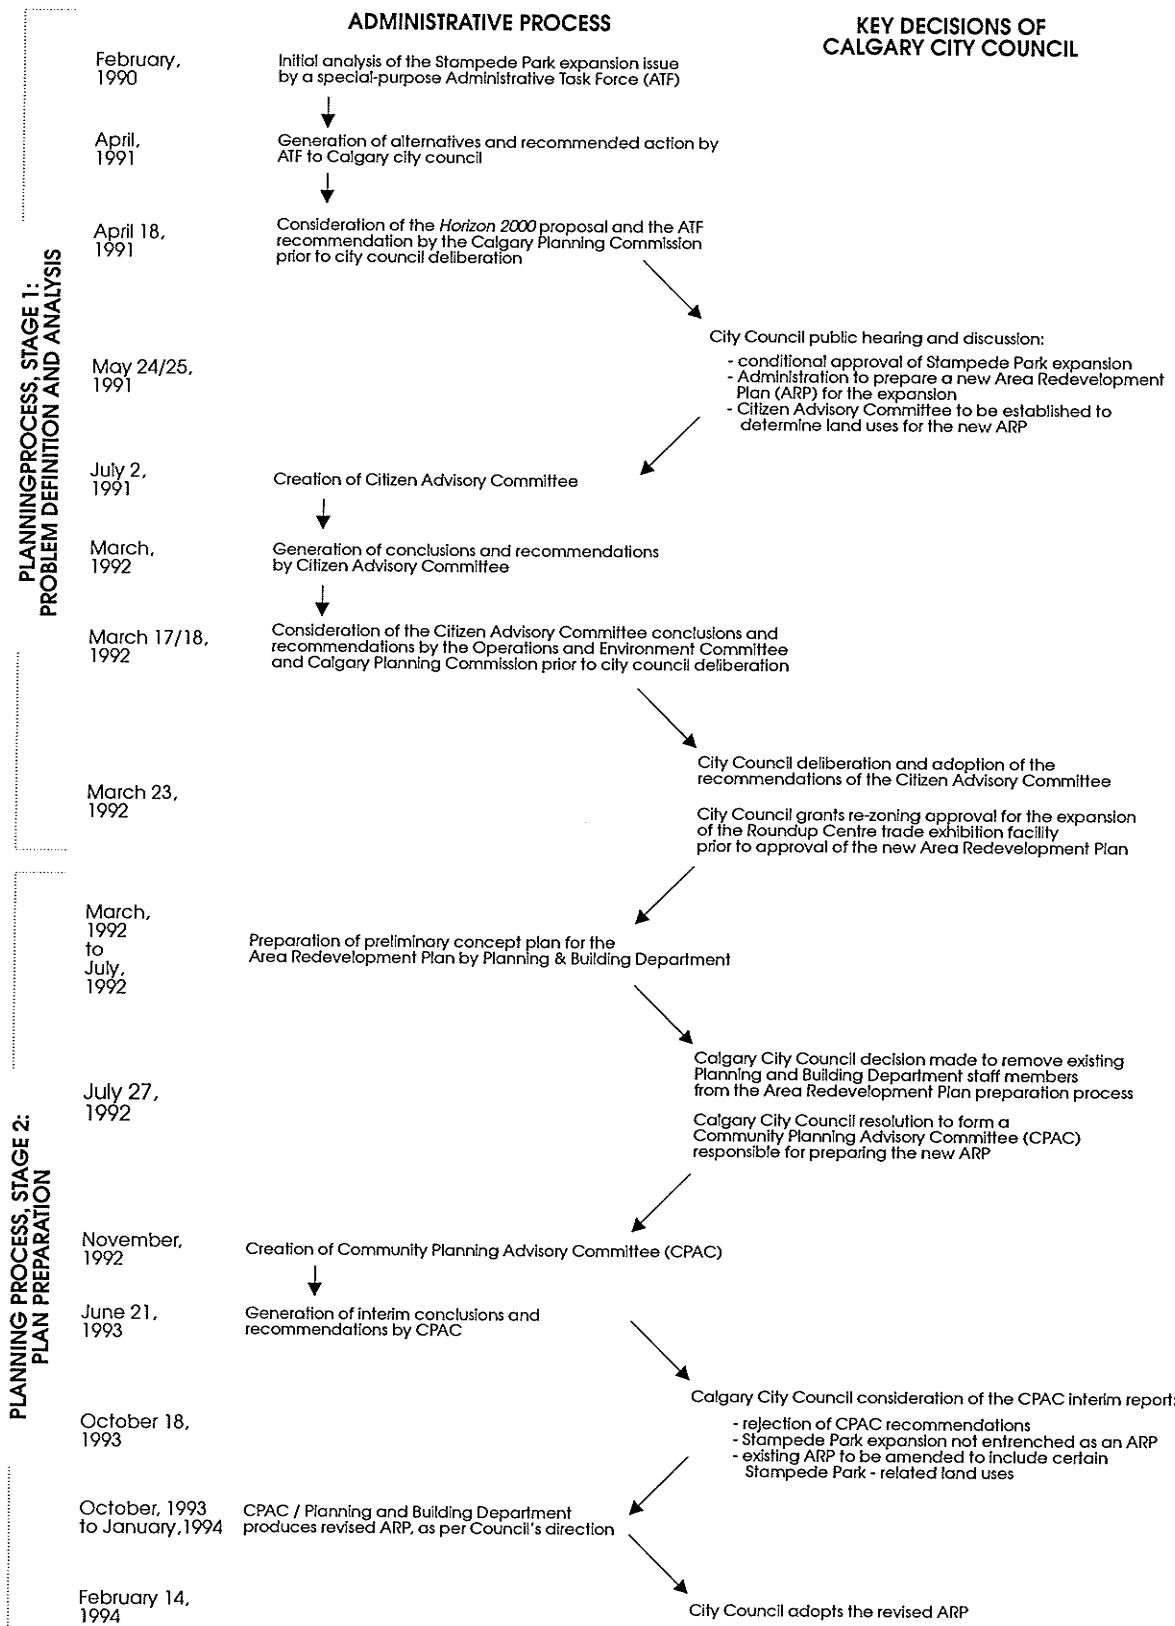 ADMINISTRATIVE PROCESS
KEY DECISIONS OF
CALGARY CITY COUNCIL
PLANNINGPROCESS, STAGE 1:
PROBLEM DEFINITION AND ANALYSIS
February,
1990
Initial analysis of the Stampede Park expansion issue
by a special-purpose Administrative Task Force (ATF)
April,
1991
Generation of alternatives and recommended action by
ATF to Calgary city council
April 18,
1991
Consideration of the Horizon 2000 proposal and the ATF
recommendation by the Calgary Planning Commission
prior to city council deliberation
May 24/25,
1991
City Council public hearing and discussion:
- conditional approval of Stampede Park expansion
- Administration to prepare a new Area Redevelopment
Plan (ARP) for the expansion
- Citizen Advisory Committee to be established to
determine land uses for the new ARP
July 2,
1991
Creation of Citizen Advisory Committee
March,
1992
Generation of conclusions and recommendations
by Citizen Advisory Committee
March 17/18,
1992
Consideration of the Citizen Advisory Committee conclusions and
recommendations by the Operations and Environment Committee
and Calgary Planning Commission prior to city council deliberation
March 23,
1992
City Council deliberation and adoption of the
recommendations of the Citizen Advisory Committee
City Council grants re-zoning approval for the expansion
of the Roundup Centre trade exhibition facility
prior to approval of the new Area Redevelopment Plan
PLANNING PROCESS, STAGE 2:
PLAN PREPARATION
March,
1992
to
July,
1992
Preparation of preliminary concept plan for the
Area Redevelopment Plan by Planning & Building Department
July 27,
1992
Calgary City Council decision made to remove existing
Planning and Building Department staff members
from the Area Redevelopment Plan preparation process
Calgary City Council resolution to form a
Community Planning Advisory Committee (CPAC)
responsible for preparing the new ARP
November,
1992
Creation of Community Planning Advisory Committee (CPAC)
June 21,
1993
Generation of interim conclusions and
recommendations by CPAC
October 18,
1993
Calgary City Council consideration of the CPAC interim report:
- rejection of CPAC recommendations
- Stampede Park expansion not entrenched as an ARP
- existing ARP to be amended to include certain
Stampede Park - related land uses
October, 1993
to January,1994
CPAC / Planning and Building Department
produces revised ARP, as per Council's direction
February 14,
1994
City Council adopts the revised ARP